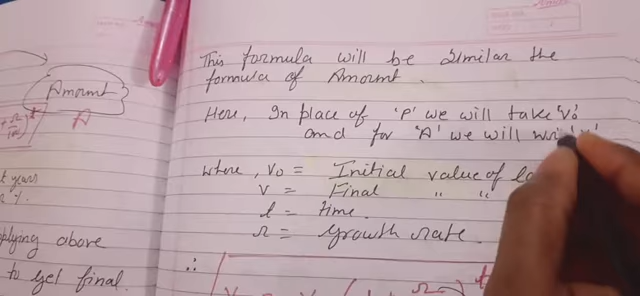 Amount
A
t years
r %.
applying above
to get final.
This formula will be similar the
formula of Amount.
Here, In place of 'P' we will take 'V₀
and for 'A' we will
where, V₀ = Initial value of
V = Final " "
t = time.
r = growth rate.
∴